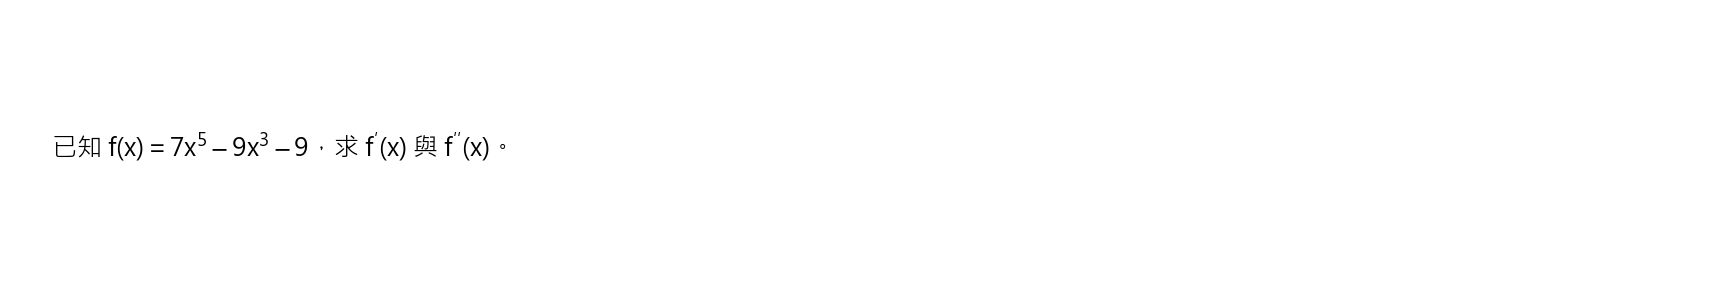 已知 f(x) = 7x⁵ – 9x³ – 9，求 f′(x) 與 f′′(x)。